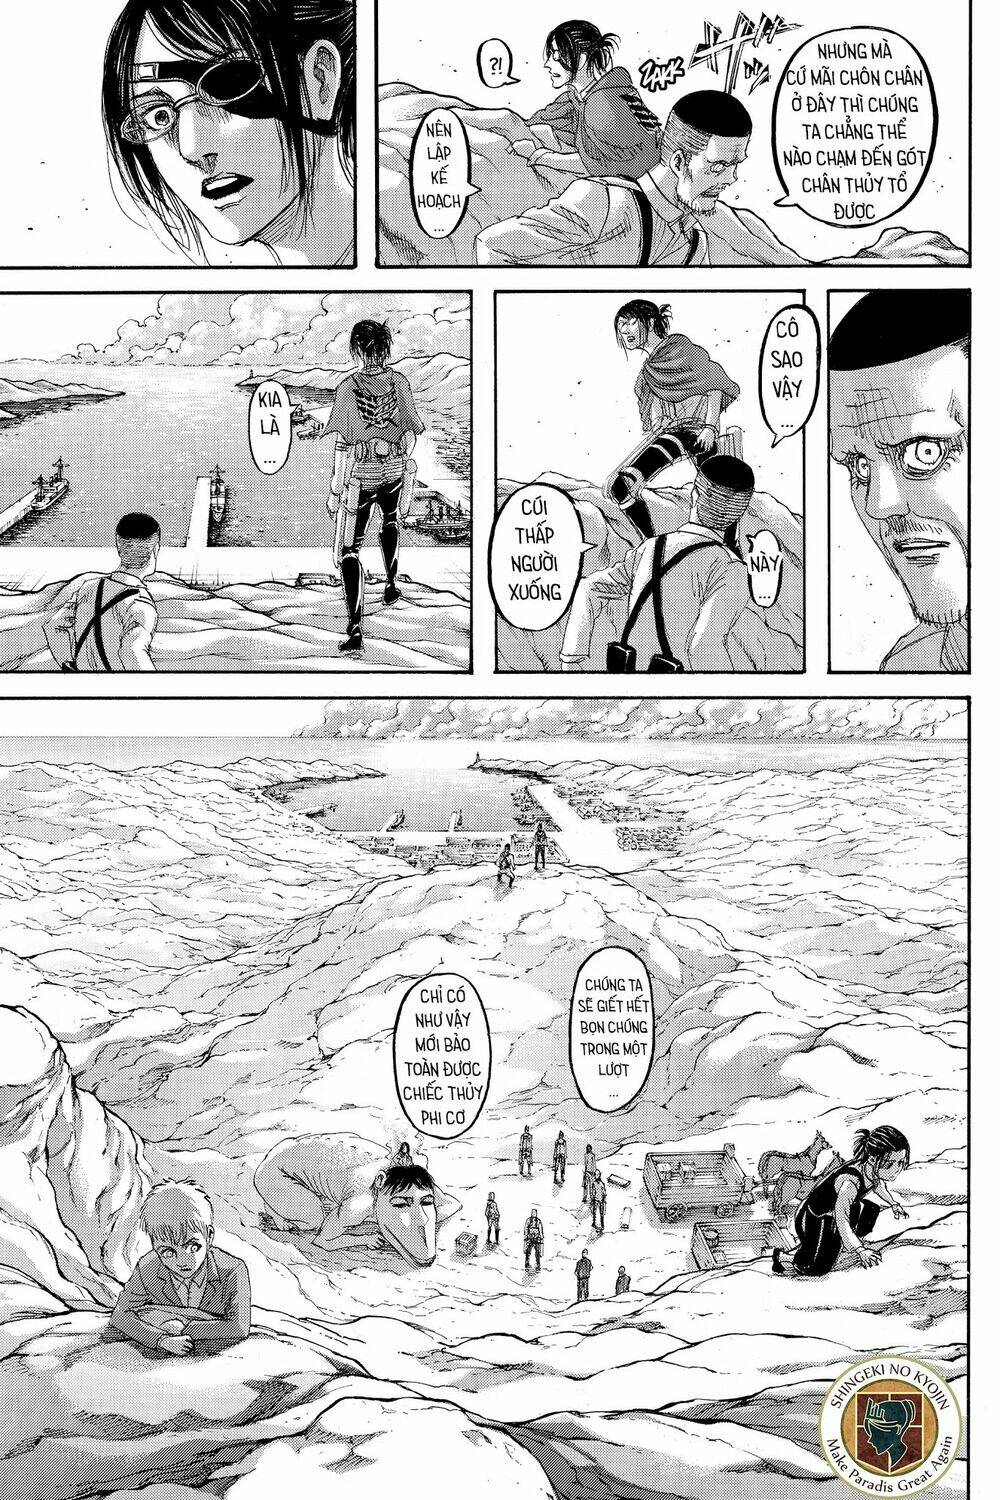 NHƯNG MÀ
CỨ MÃI CHÔN CHÂN
Ở ĐÂY THÌ CHÚNG
TA CHẲNG THỂ
NÀO CHẠM ĐẾN GÓT
CHÂN THỦY TỔ
ĐƯỢC
ZAKK
?!
NÊN
LẬP
KẾ
HOẠCH
...
CÔ
SAO
VẬY
...
NÀY
...
CÚI
THẤP
NGƯỜI
XUỐNG
KIA
LÀ
...
CHÚNG TA
SẼ GIẾT HẾT
BỌN CHÚNG
TRONG MỘT
LƯỢT
...
CHỈ CÓ
NHƯ VẬY
MỚI BẢO
TOÀN ĐƯỢC
CHIẾC THỦY
PHI CƠ
SHINGEKI NO KYOJIN
Make Paradis Great Again